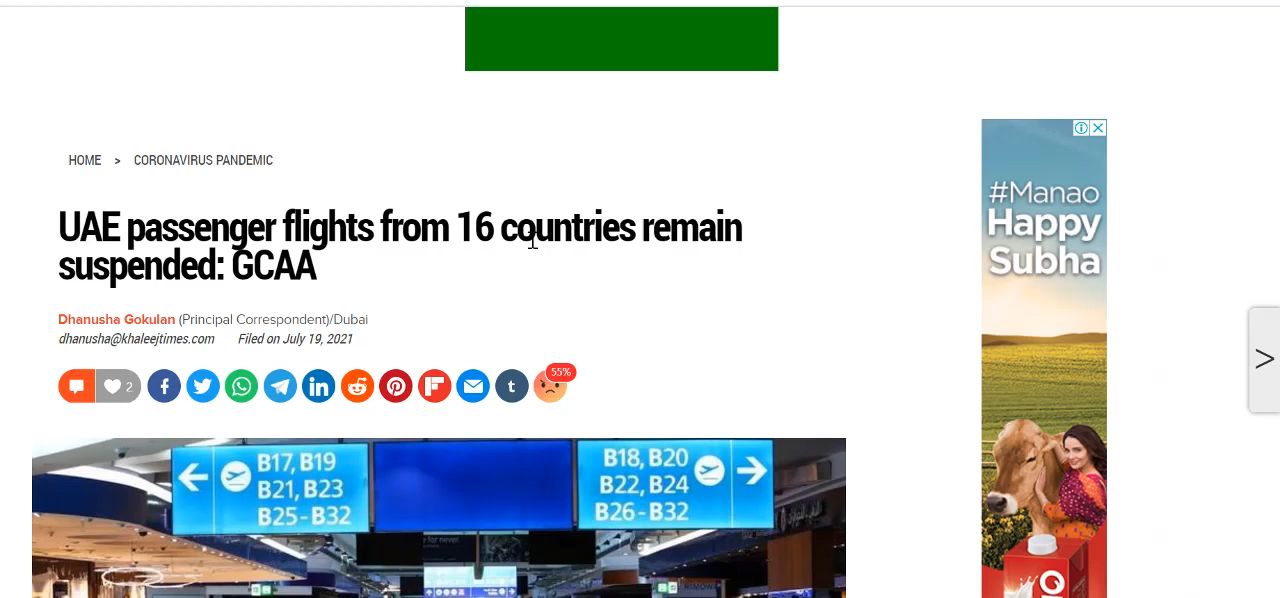 HOME > CORONAVIRUS PANDEMIC
UAE passenger flights from 16 countries remain
suspended: GCAA
Dhanusha Gokulan (Principal Correspondent)/Dubai
dhanusha@khaleejtimes.com Filed on July 19, 2021
2
55%
B17, B19
B21, B23
B25-B32
B18, B20
B22, B24
B26-B32
#Manao
Happy
Subha
>